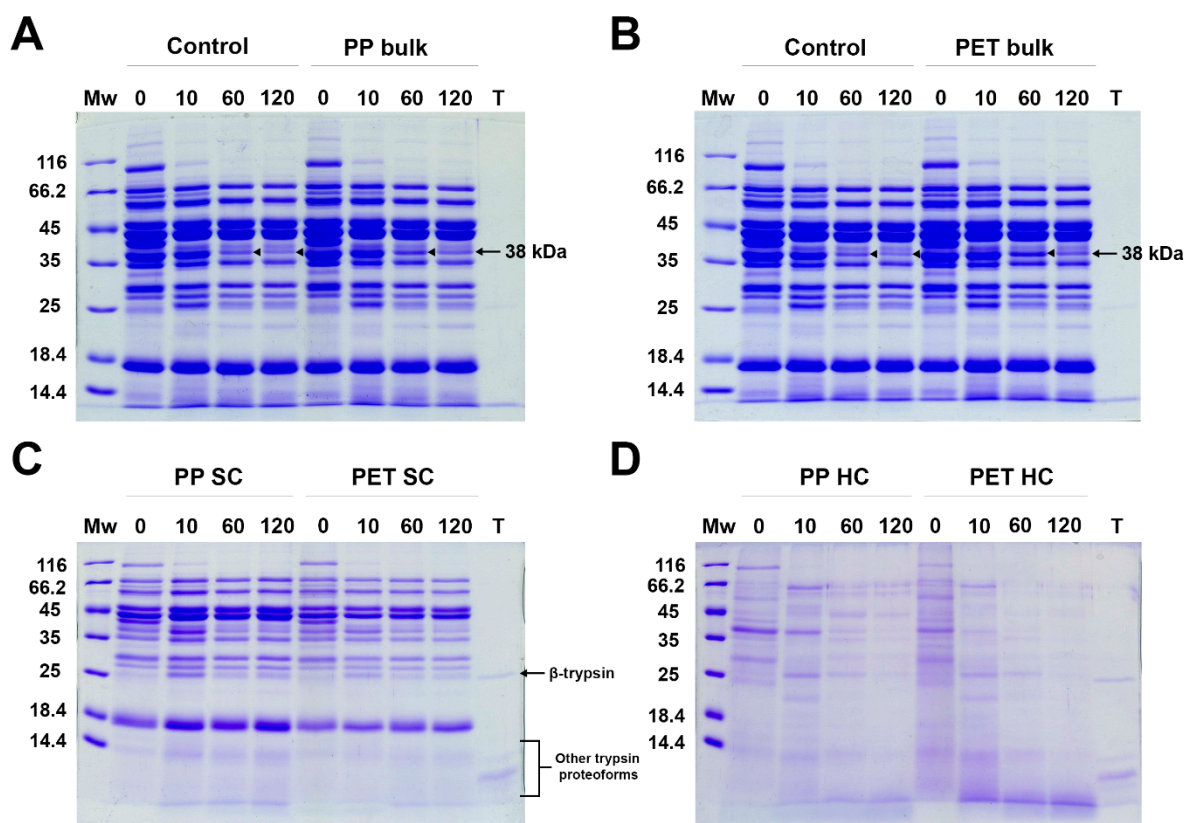 A
Control PP bulk
Mw 0 10 60 120 0 10 60 120 T
116
66.2
45
35
25
18.4
14.4
38 kDa
B
Control PET bulk
Mw 0 10 60 120 0 10 60 120 T
116
66.2
45
35
25
18.4
14.4
38 kDa
C
PP SC PET SC
Mw 0 10 60 120 0 10 60 120 T
116
66.2
45
35
25
18.4
14.4
β-trypsin
Other trypsin
proteoforms
D
PP HC PET HC
Mw 0 10 60 120 0 10 60 120 T
116
66.2
45
35
25
18.4
14.4